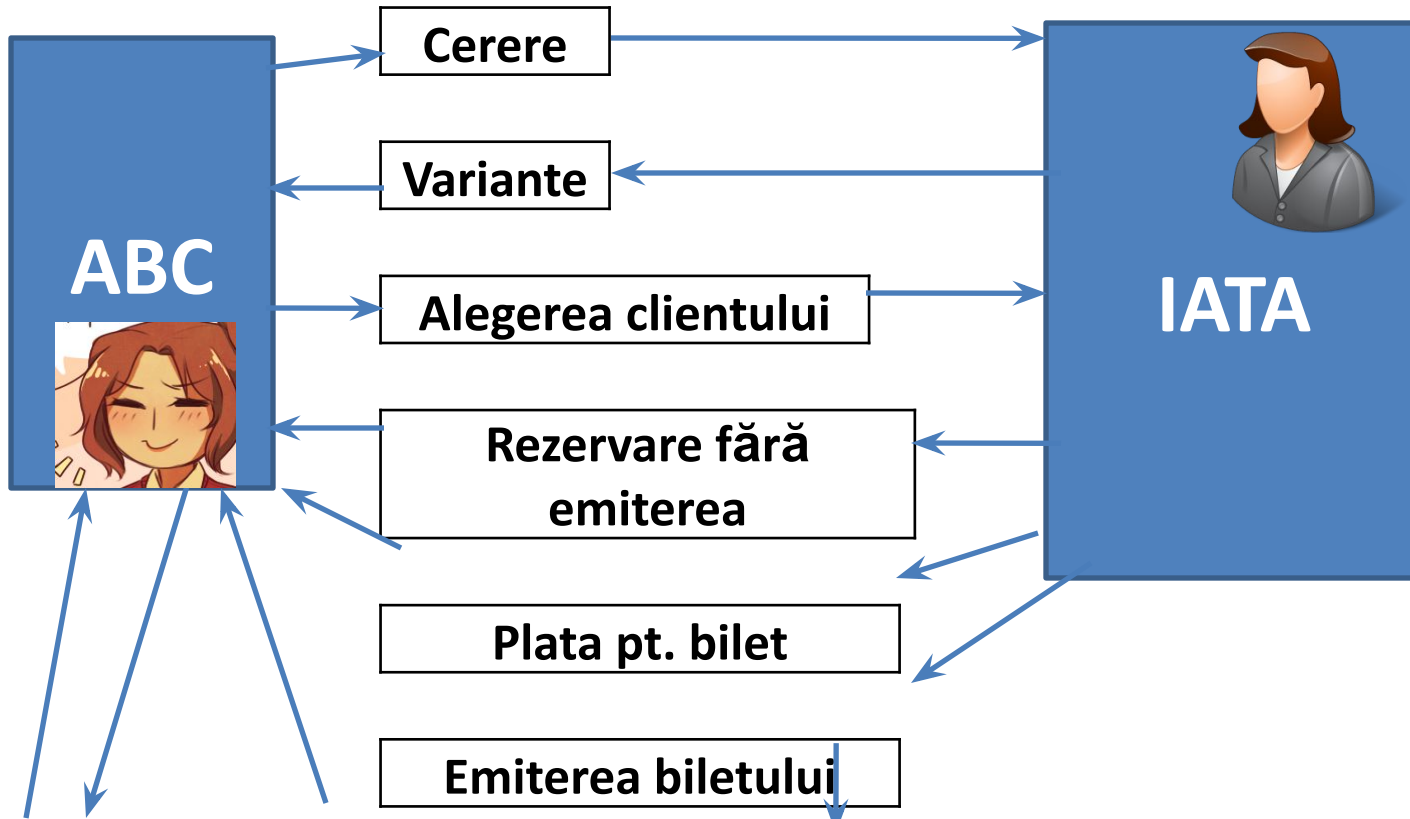 Cerere
Variante
ABC
Alegerea clientului
IATA
Rezervare fără
emiterea
Plata pt. bilet
Emiterea biletului